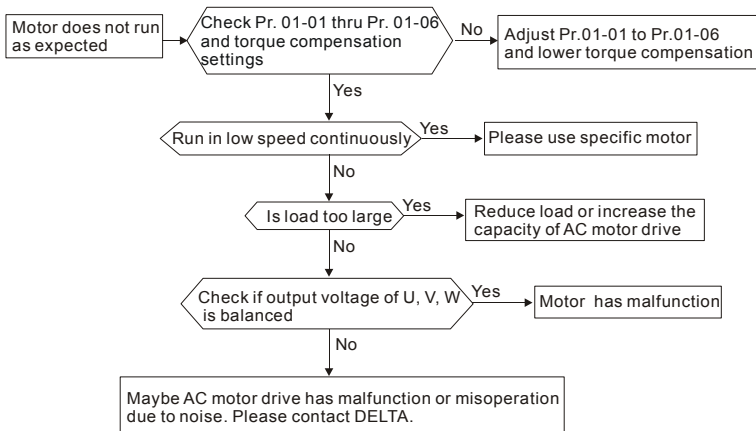 Motor does not run
as expected
Check Pr. 01-01 thru Pr. 01-06
and torque compensation
settings
No
Adjust Pr.01-01 to Pr.01-06
and lower torque compensation
Yes
Run in low speed continuously
Yes
Please use specific motor
No
Is load too large
Yes
Reduce load or increase the
capacity of AC motor drive
No
Check if output voltage of U, V, W
is balanced
Yes
Motor has malfunction
No
Maybe AC motor drive has malfunction or misoperation
due to noise. Please contact DELTA.